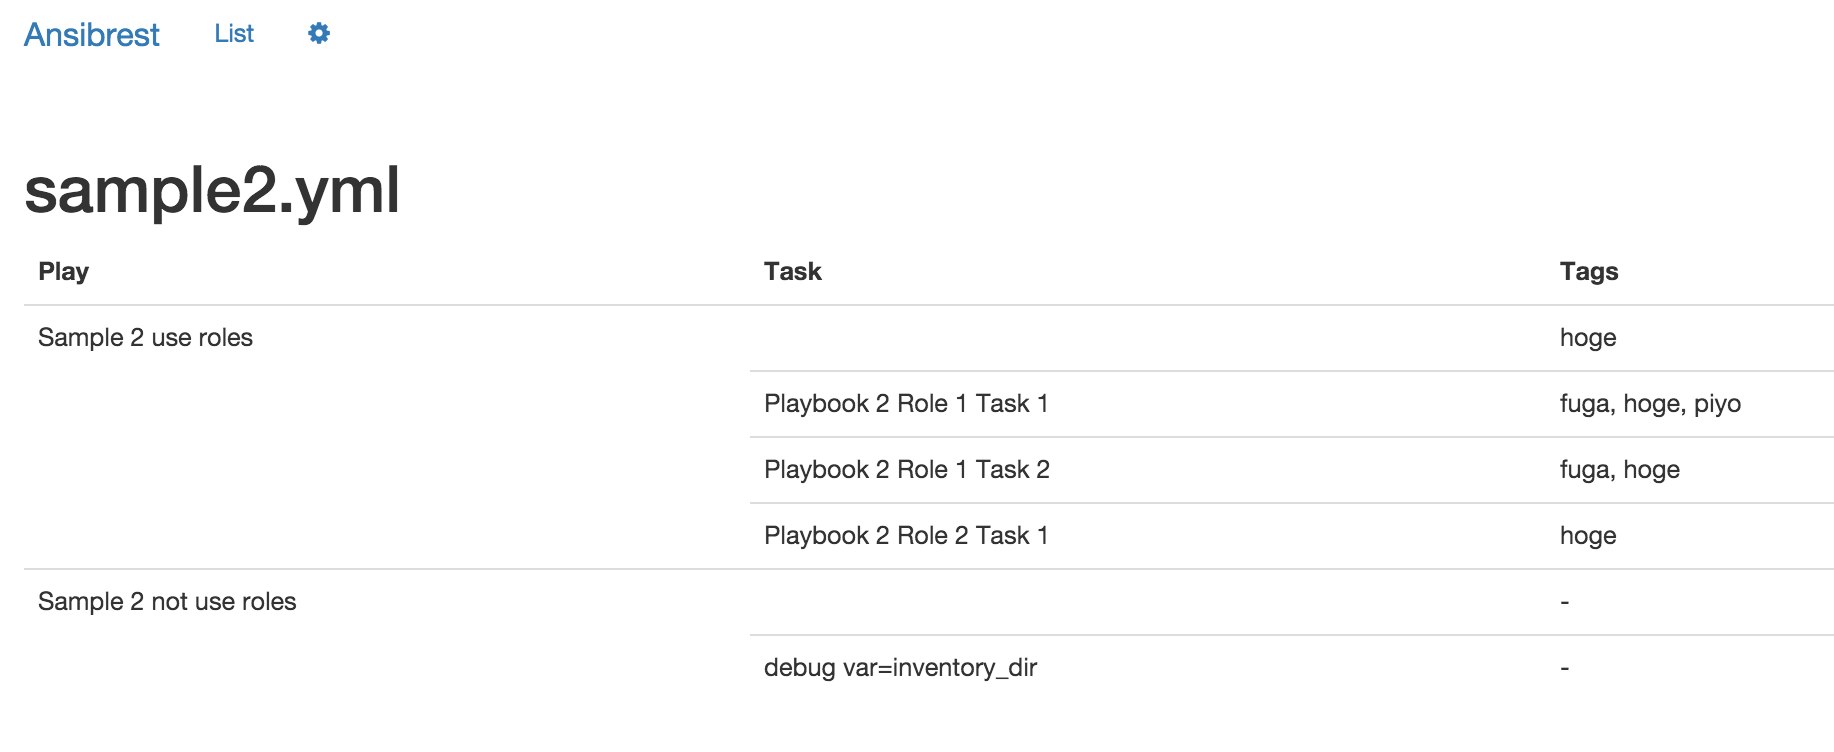 Ansibrest List
sample2.yml
Play Task Tags
Sample 2 use roles hoge
Playbook 2 Role 1 Task 1 fuga, hoge, piyo
Playbook 2 Role 1 Task 2 fuga, hoge
Playbook 2 Role 2 Task 1 hoge
Sample 2 not use roles -
debug var=inventory_dir -